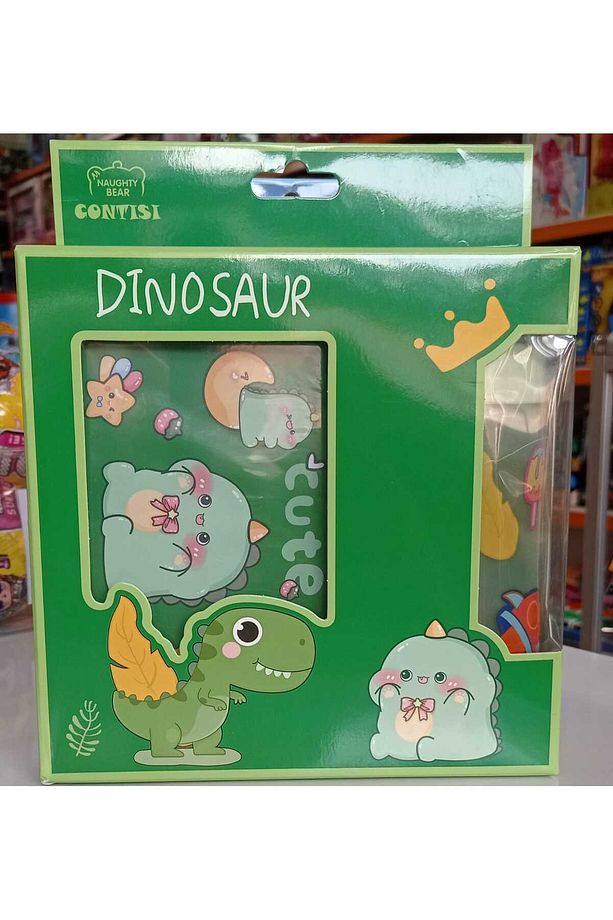 NAUGHTY
BEAR
CONTISI
DINOSAUR
cute